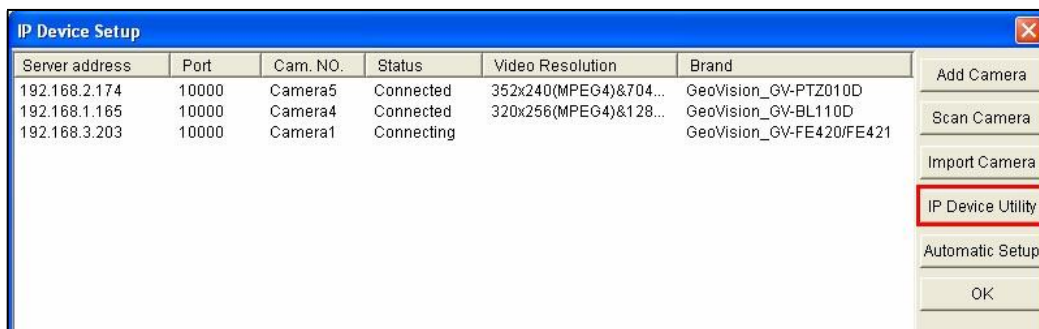 IP Device Setup
Server address Port Cam. NO. Status Video Resolution Brand
192.168.2.174 10000 Camera5 Connected 352x240(MPEG4)&704... GeoVision_GV-PTZ010D
192.168.1.165 10000 Camera4 Connected 320x256(MPEG4)&128... GeoVision_GV-BL110D
192.168.3.203 10000 Camera1 Connecting GeoVision_GV-FE420/FE421
Add Camera
Scan Camera
Import Camera
IP Device Utility
Automatic Setup
OK